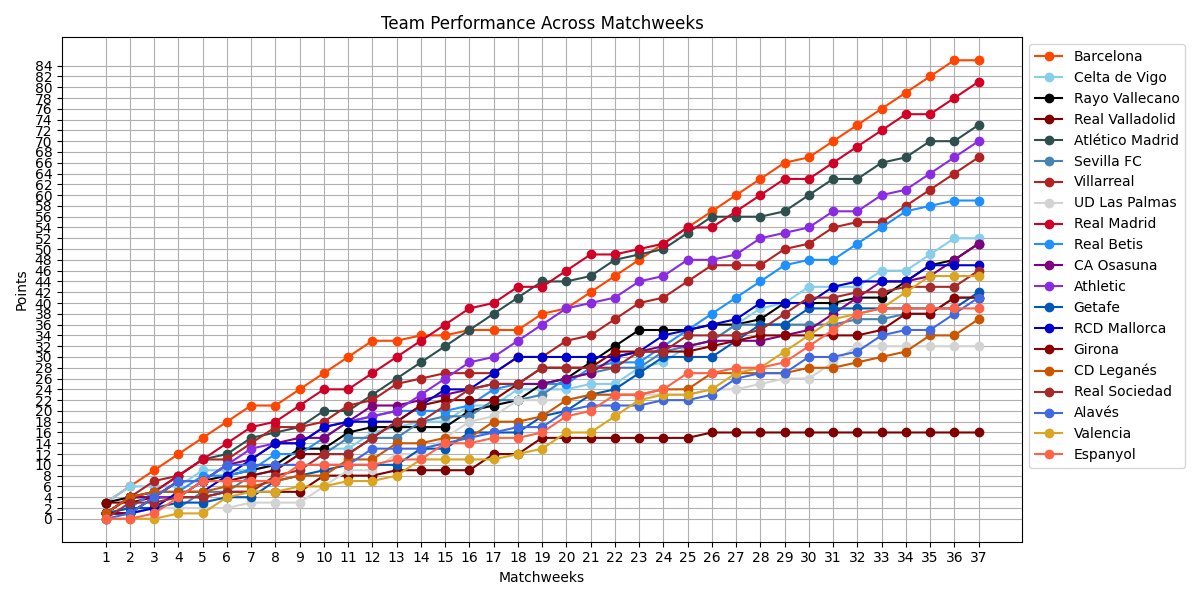 Team Performance Across Matchweeks
Points
84
82
80
78
76
74
72
70
68
66
64
62
60
58
56
54
52
50
48
46
44
42
40
38
36
34
32
30
28
26
24
22
20
18
16
14
12
10
8
6
4
2
0
1 2 3 4 5 6 7 8 9 10 11 12 13 14 15 16 17 18 19 20 21 22 23 24 25 26 27 28 29 30 31 32 33 34 35 36 37
Matchweeks
Barcelona
Celta de Vigo
Rayo Vallecano
Real Valladolid
Atlético Madrid
Sevilla FC
Villarreal
UD Las Palmas
Real Madrid
Real Betis
CA Osasuna
Athletic
Getafe
RCD Mallorca
Girona
CD Leganés
Real Sociedad
Alavés
Valencia
Espanyol